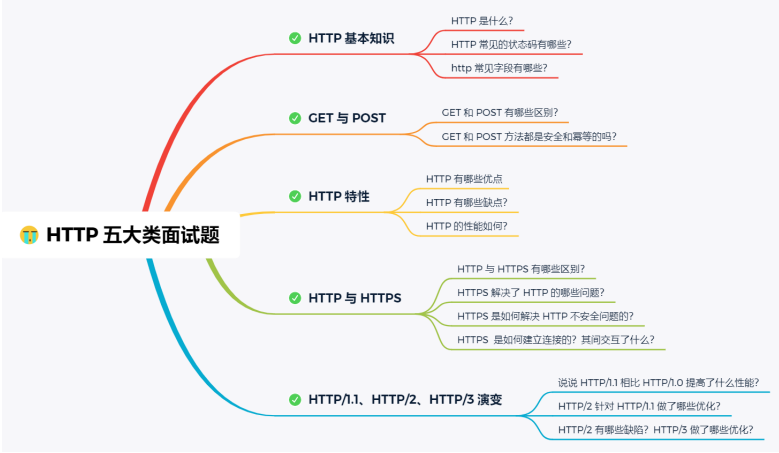 HTTP 五大类面试题
HTTP 基本知识
HTTP 是什么?
HTTP 常见的状态码有哪些?
http 常见字段有哪些?
GET 与 POST
GET 和 POST 有哪些区别?
GET 和 POST 方法都是安全和幂等的吗?
HTTP 特性
HTTP 有哪些优点
HTTP 有哪些缺点?
HTTP 的性能如何?
HTTP 与 HTTPS
HTTP 与 HTTPS 有哪些区别?
HTTPS 解决了 HTTP 的哪些问题?
HTTPS 是如何解决 HTTP 不安全问题的?
HTTPS 是如何建立连接的？其间交互了什么?
HTTP/1.1、HTTP/2、HTTP/3 演变
说说 HTTP/1.1 相比 HTTP/1.0 提高了什么性能?
HTTP/2 针对 HTTP/1.1 做了哪些优化?
HTTP/2 有哪些缺陷？HTTP/3 做了哪些优化?